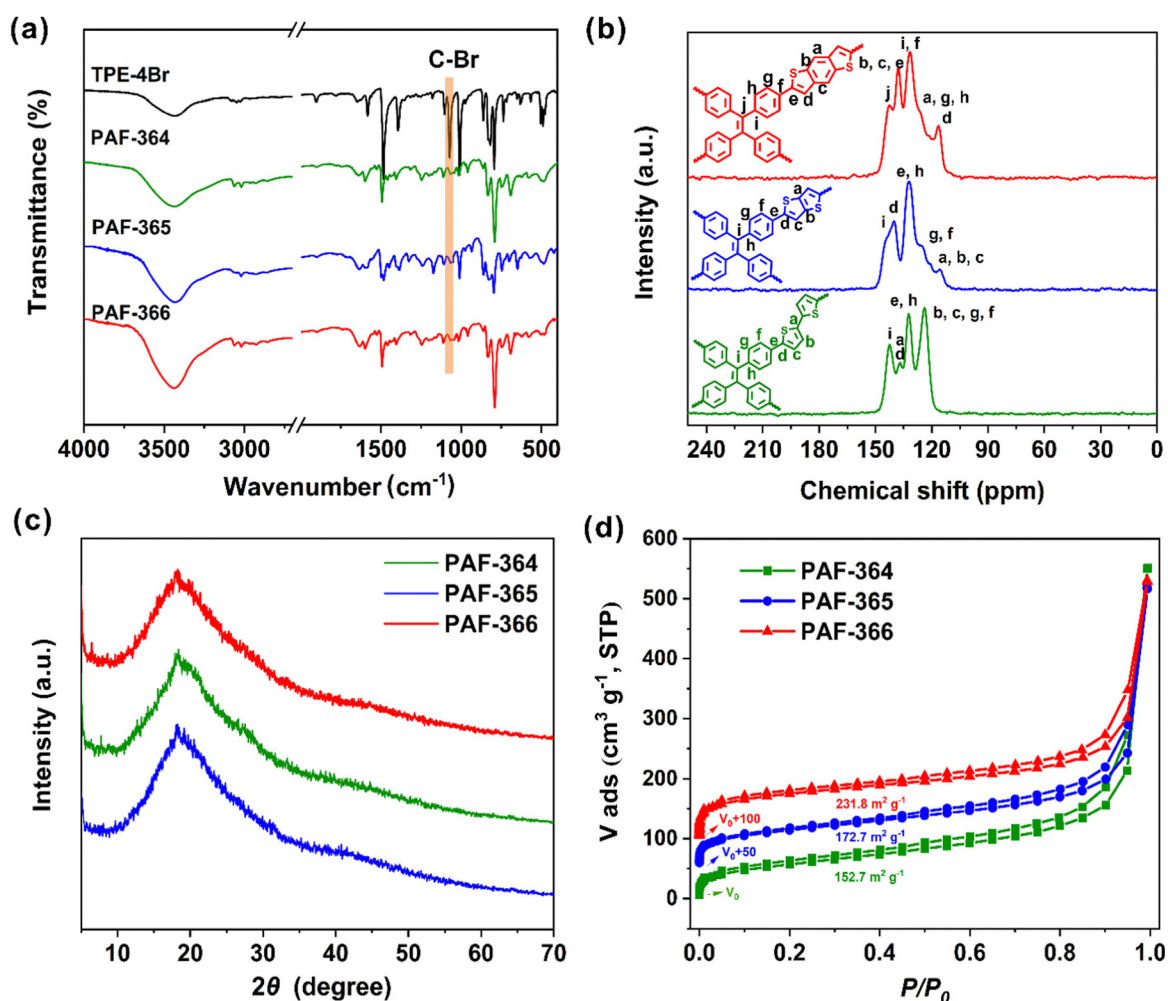 (a)
C-Br
TPE-4Br
PAF-364
PAF-365
PAF-366
Transmittance (%)
4000 3500 3000 2500 1500 1000 500
Wavenumber (cm⁻¹)
(b)
i, f
b, c, e
j
a, g, h
d
b a S
h g f S c
j e d
i
e, h
i d
g, f
a, b, c
a S
g f e S b
i d c
h
e, h
b, c, g, f
i a
d
S
a
g f e S b
i d c
h
Intensity (a.u.)
240 210 180 150 120 90 60 30 0
Chemical shift (ppm)
(c)
PAF-364
PAF-365
PAF-366
Intensity (a.u.)
10 20 30 40 50 60 70
2θ (degree)
(d)
PAF-364
PAF-365
PAF-366
600
500
400
300
200
100
0
V ads (cm³ g⁻¹, STP)
231.8 m² g⁻¹
V₀+100
172.7 m² g⁻¹
V₀+50
152.7 m² g⁻¹
V₀
0.0 0.2 0.4 0.6 0.8 1.0
P/P₀